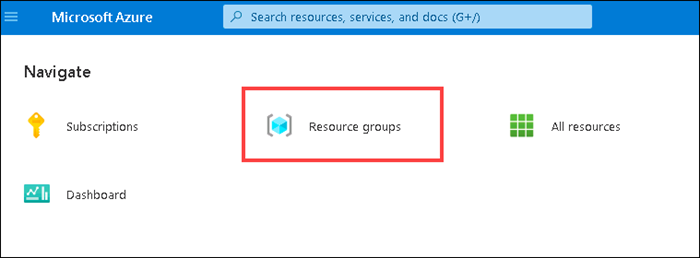 Microsoft Azure
Search resources, services, and docs (G+/)
Navigate
Subscriptions
Resource groups
All resources
Dashboard